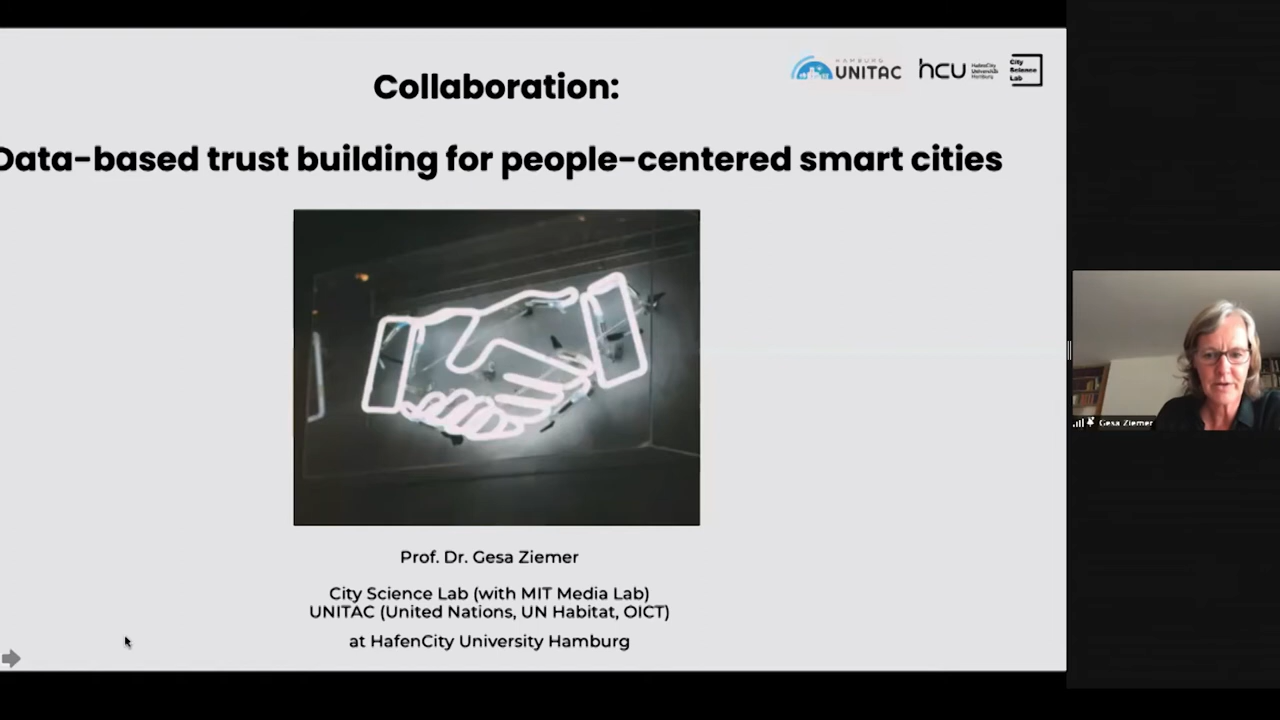 Collaboration:
HAMBURG
UNITAC
hcu
HafenCity
Universität
Hamburg
City
Science
Lab
Data-based trust building for people-centered smart cities
Gesa Ziemer
Prof. Dr. Gesa Ziemer
City Science Lab (with MIT Media Lab)
UNITAC (United Nations, UN Habitat, OICT)
at HafenCity University Hamburg